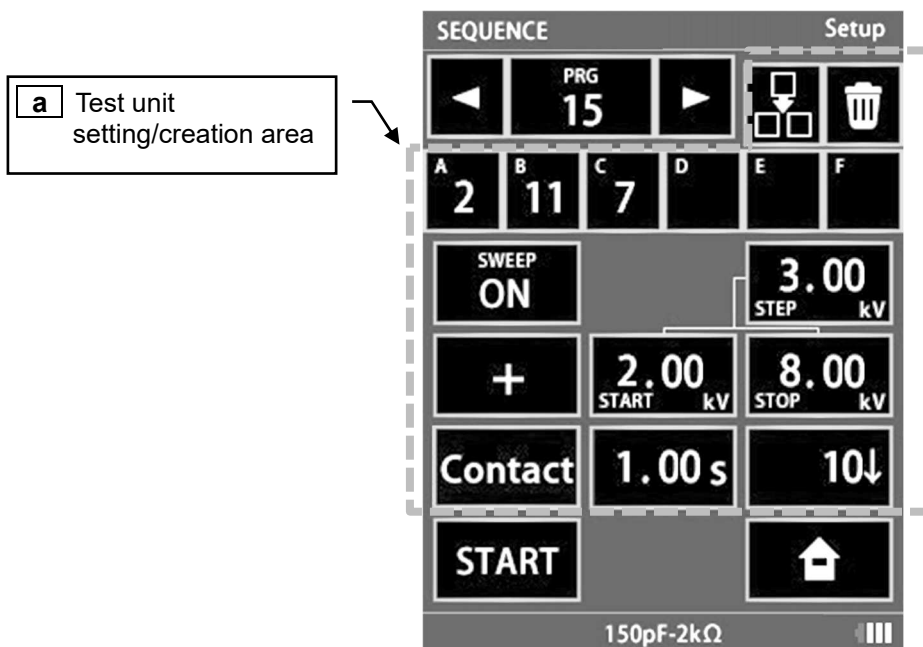 SEQUENCE Setup
PRG
15
a Test unit
setting/creation area
A B C D E F
2 11 7
SWEEP
ON
3.00
STEP kV
+
2.00
START kV
8.00
STOP kV
Contact
1.00 s
10↓
START
150pF-2kΩ